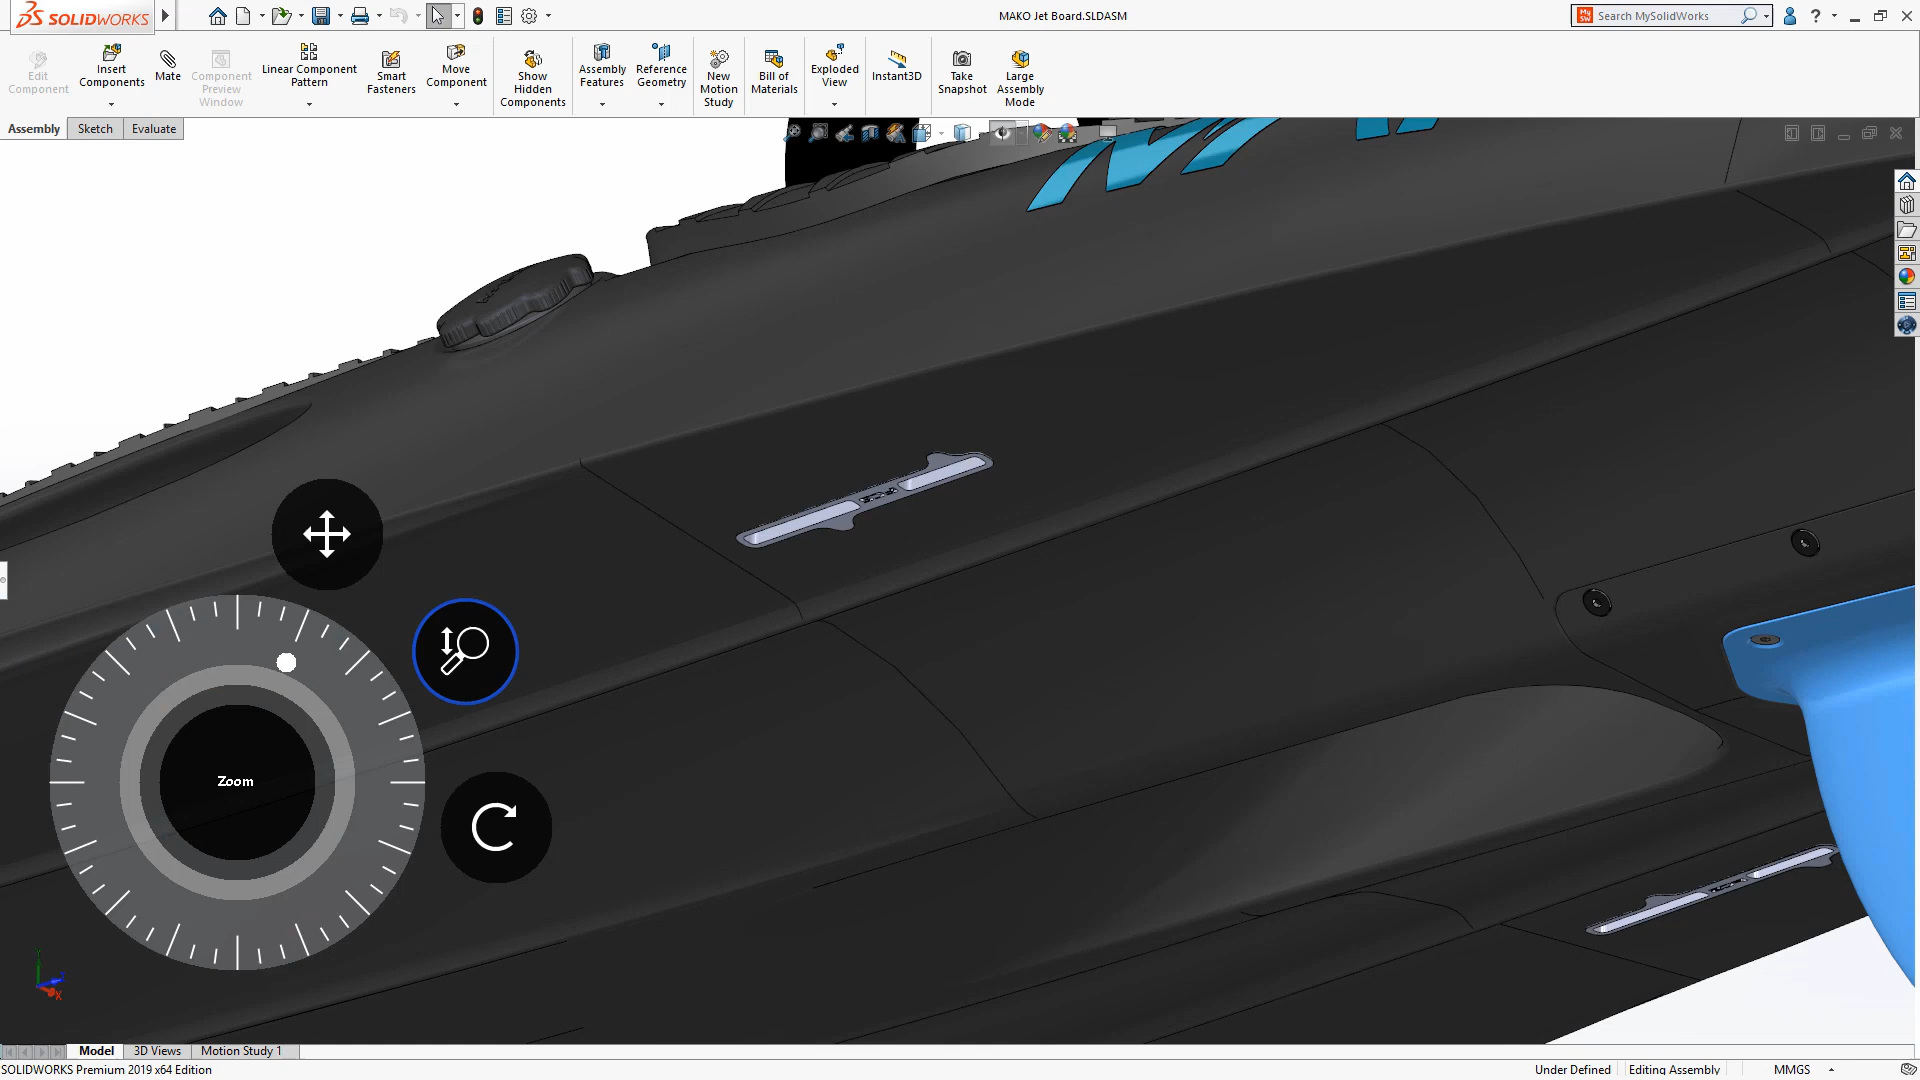 SOLIDWORKS
MAKO Jet Board.SLDASM
Search MySolidWorks
Edit Component
Insert Components
Mate
Component Preview Window
Linear Component Pattern
Smart Fasteners
Move Component
Show Hidden Components
Assembly Features
Reference Geometry
New Motion Study
Bill of Materials
Exploded View
Instant3D
Take Snapshot
Large Assembly Mode
Assembly
Sketch
Evaluate
Zoom
Model
3D Views
Motion Study 1
SOLIDWORKS Premium 2019 x64 Edition
Under Defined
Editing Assembly
MMGS